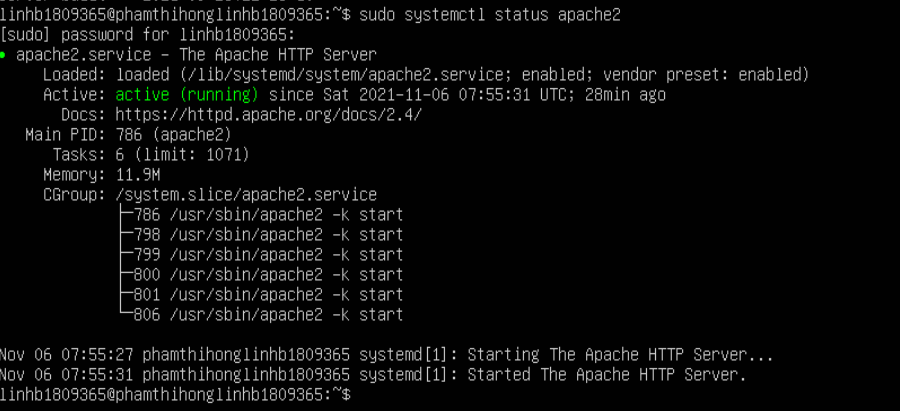 linhb1809365@phamthihonglinhb1809365:~$ sudo systemctl status apache2
[sudo] password for linhb1809365:
● apache2.service – The Apache HTTP Server
Loaded: loaded (/lib/systemd/system/apache2.service; enabled; vendor preset: enabled)
Active: active (running) since Sat 2021-11-06 07:55:31 UTC; 28min ago
Docs: https://httpd.apache.org/docs/2.4/
Main PID: 786 (apache2)
Tasks: 6 (limit: 1071)
Memory: 11.9M
CGroup: /system.slice/apache2.service
├─786 /usr/sbin/apache2 -k start
├─798 /usr/sbin/apache2 -k start
├─799 /usr/sbin/apache2 -k start
├─800 /usr/sbin/apache2 -k start
├─801 /usr/sbin/apache2 -k start
└─806 /usr/sbin/apache2 -k start
Nov 06 07:55:27 phamthihonglinhb1809365 systemd[1]: Starting The Apache HTTP Server...
Nov 06 07:55:31 phamthihonglinhb1809365 systemd[1]: Started The Apache HTTP Server.
linhb1809365@phamthihonglinhb1809365:~$